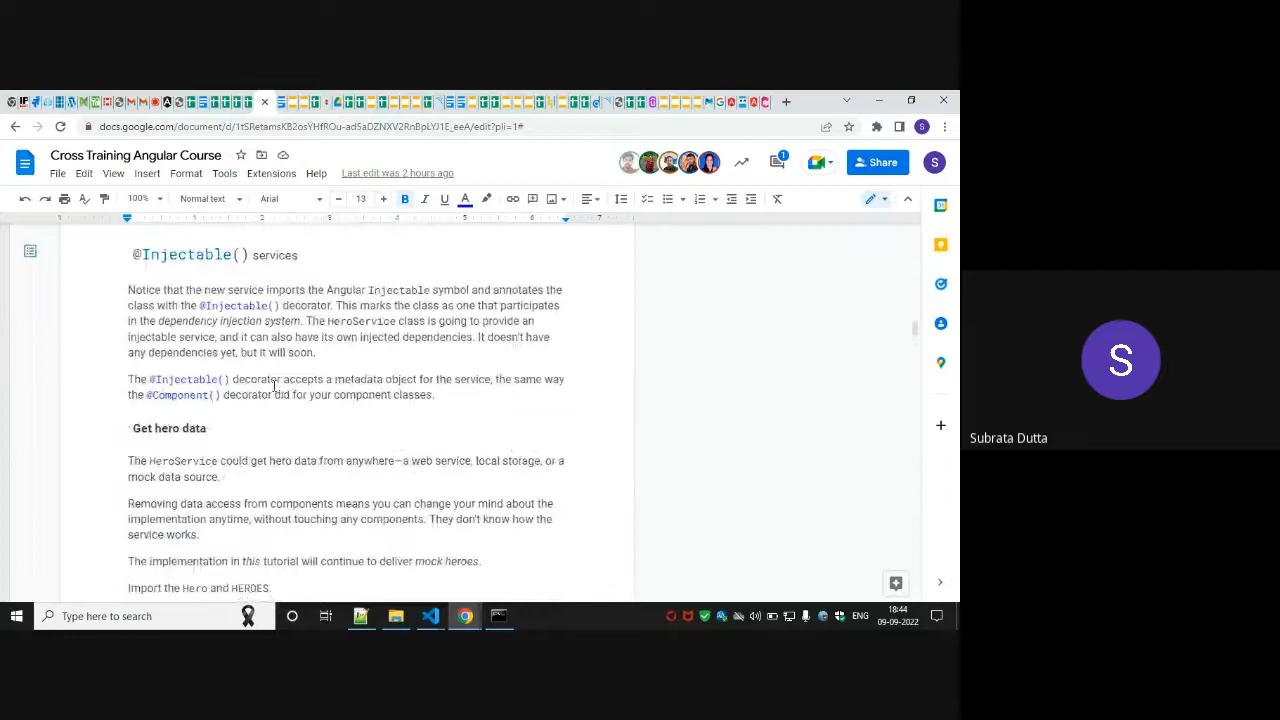 docs.google.com/document/d/1tSRetamsKB2osYHfROu-ad5aDZNXV2RnBpLYJ1E_eeA/edit?pli=1#
Cross Training Angular Course
File Edit View Insert Format Tools Extensions Help Last edit was 2 hours ago
1
Share
S
100% Normal text Arial 13
@Injectable() services
Notice that the new service imports the Angular Injectable symbol and annotates the
class with the @Injectable() decorator. This marks the class as one that participates
in the dependency injection system. The HeroService class is going to provide an
injectable service, and it can also have its own injected dependencies. It doesn't have
any dependencies yet, but it will soon.
The @Injectable() decorator accepts a metadata object for the service, the same way
the @Component() decorator did for your component classes.
Get hero data
The HeroService could get hero data from anywhere—a web service, local storage, or a
mock data source.
Removing data access from components means you can change your mind about the
implementation anytime, without touching any components. They don't know how the
service works.
The implementation in this tutorial will continue to deliver mock heroes.
Import the Hero and HEROES.
Type here to search
ENG
18:44
09-09-2022
S
Subrata Dutta